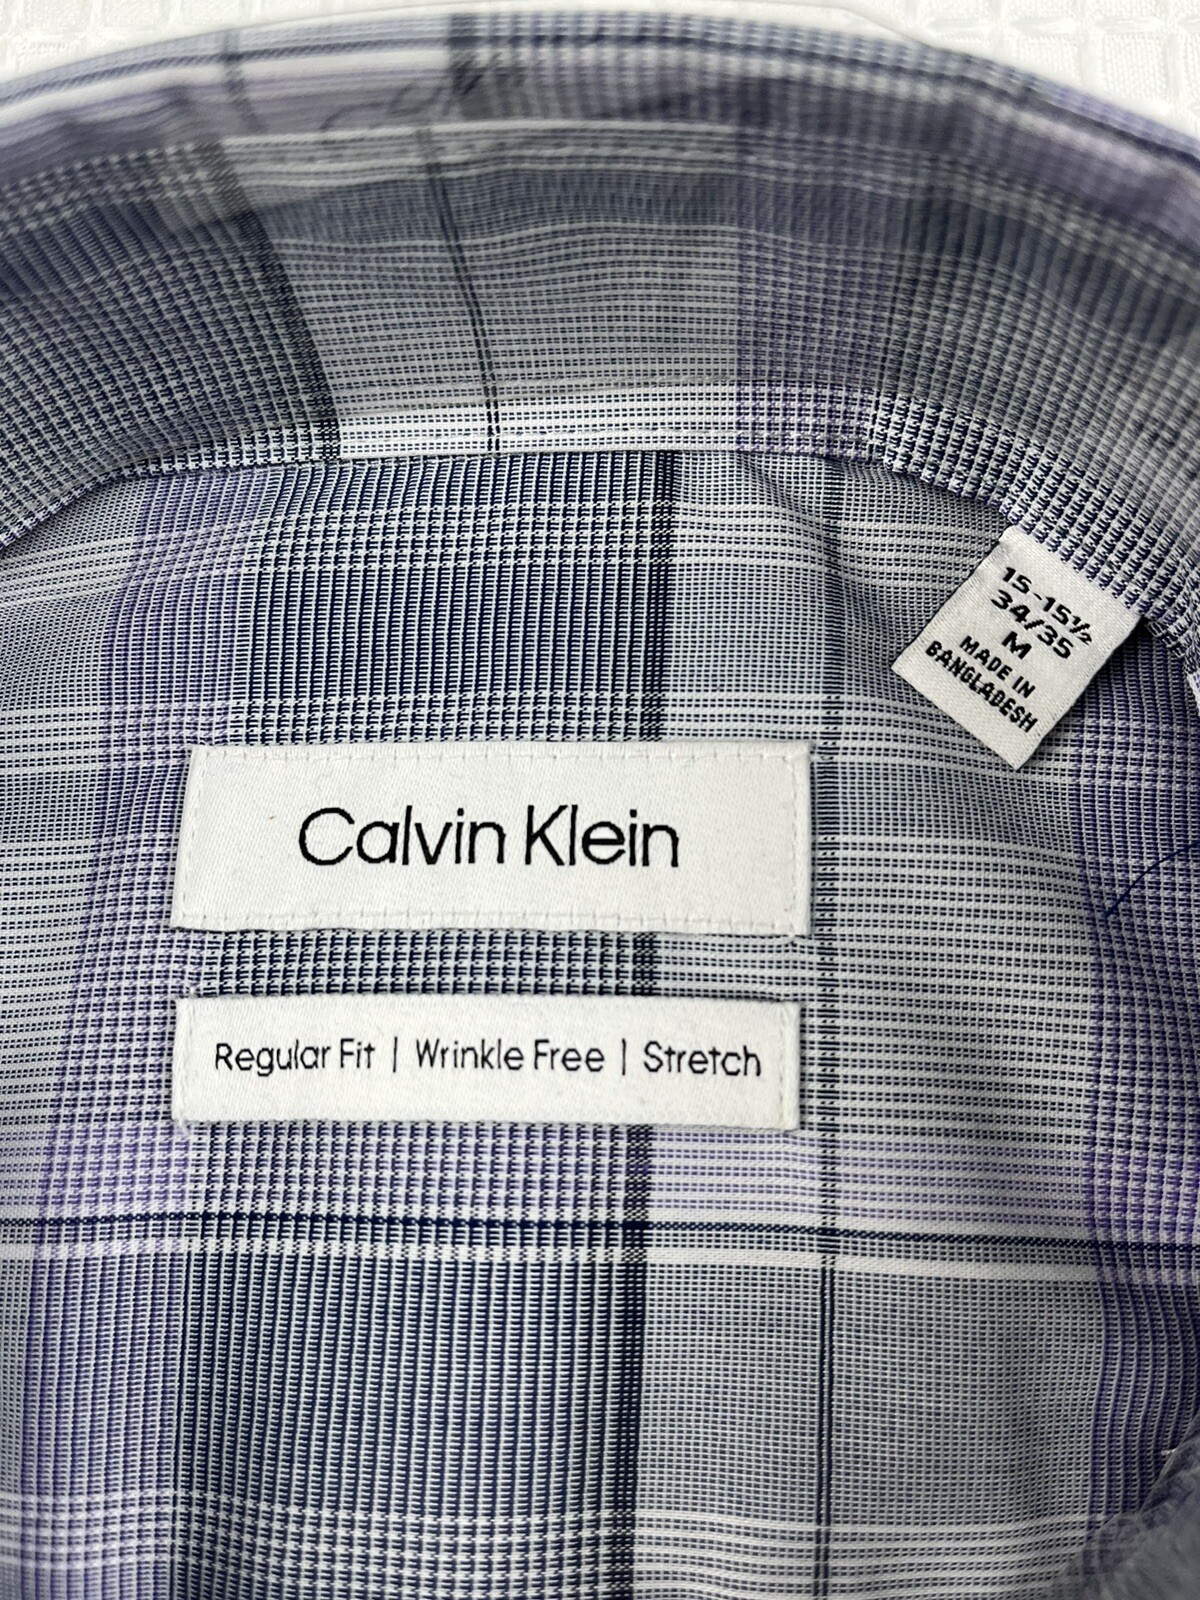 15-15½
34/35
M
MADE IN
BANGLADESH
Calvin Klein
Regular Fit | Wrinkle Free | Stretch